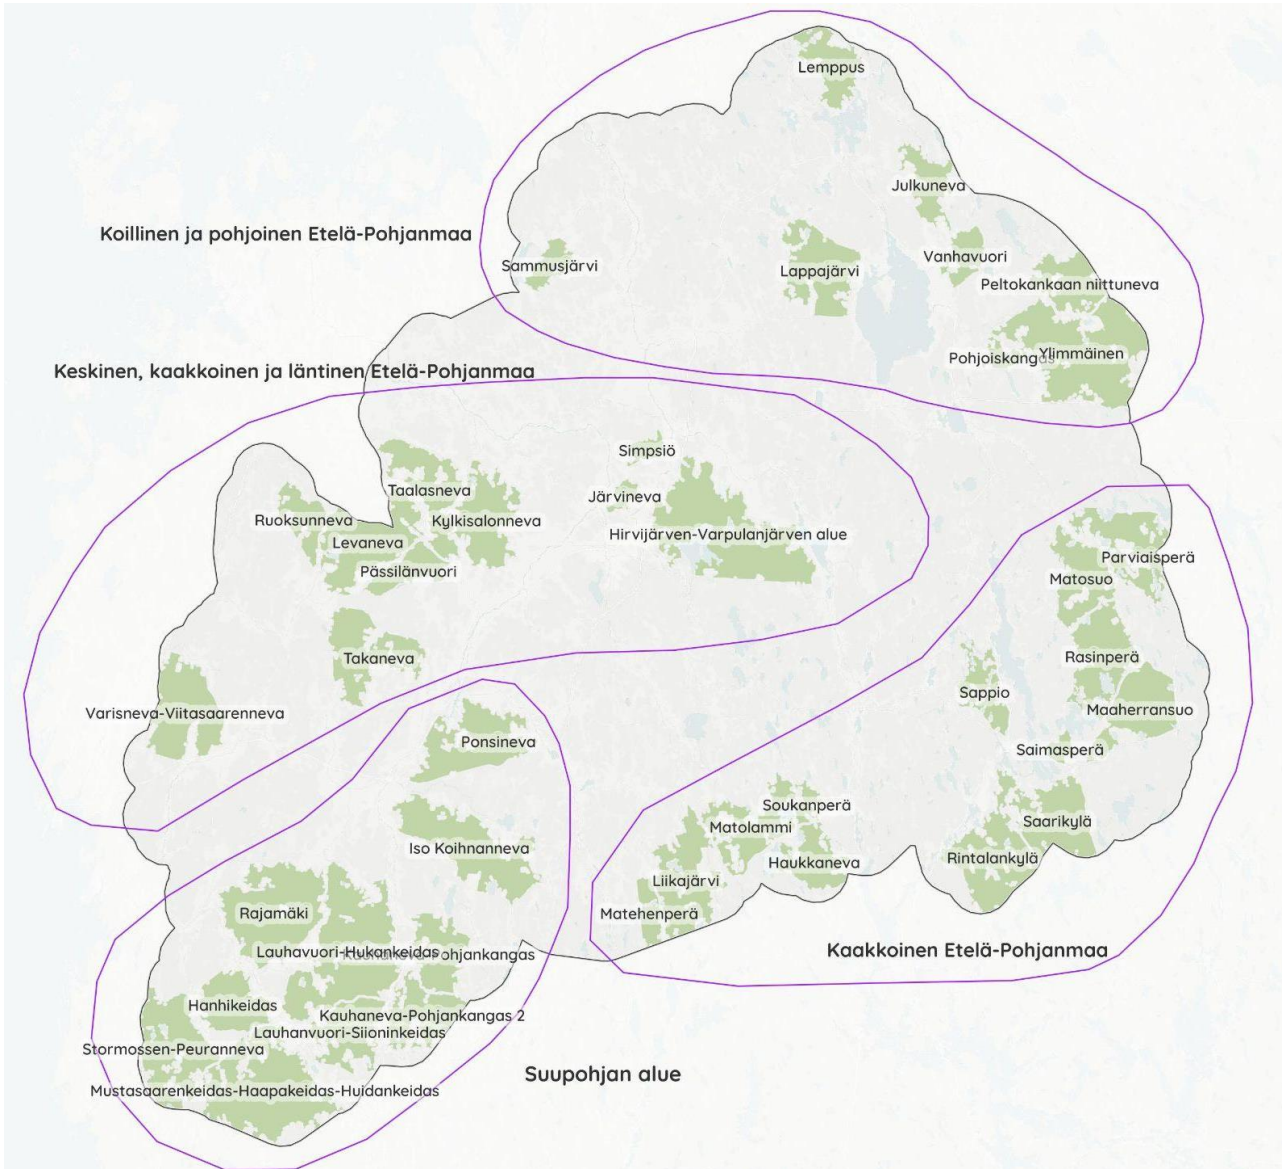 Lemppus
Julkuneva
Koillinen ja pohjoinen Etelä-Pohjanmaa
Vanhavuori
Sammusjärvi
Lappajärvi
Peltokankaan niittuneva
Pohjoiskangas
Ylimmäinen
Keskinen, kaakkoinen ja läntinen Etelä-Pohjanmaa
Simpsiö
Taalasneva
Järvineva
Ruoksunneva
Kylkisalonneva
Hirvijärven-Varpulanjärven alue
Levaneva
Parviaisperä
Pässilänvuori
Matosuo
Takaneva
Rasinperä
Sappio
Maaherransuo
Varisneva-Viitasaarenneva
Ponsineva
Saimasperä
Soukanperä
Saarikylä
Matolammi
Iso Koihnanneva
Rintalankylä
Haukkaneva
Liikajärvi
Rajamäki
Matehenperä
Lauhavuori-Hukankeidas
Kauhaneva-Pohjankangas
Kaakkoinen Etelä-Pohjanmaa
Hanhikeidas
Kauhaneva-Pohjankangas 2
Lauhanvuori-Siioninkeidas
Stormossen-Peuranneva
Suupohjan alue
Mustasaarenkeidas-Haapakeidas-Huidankeidas